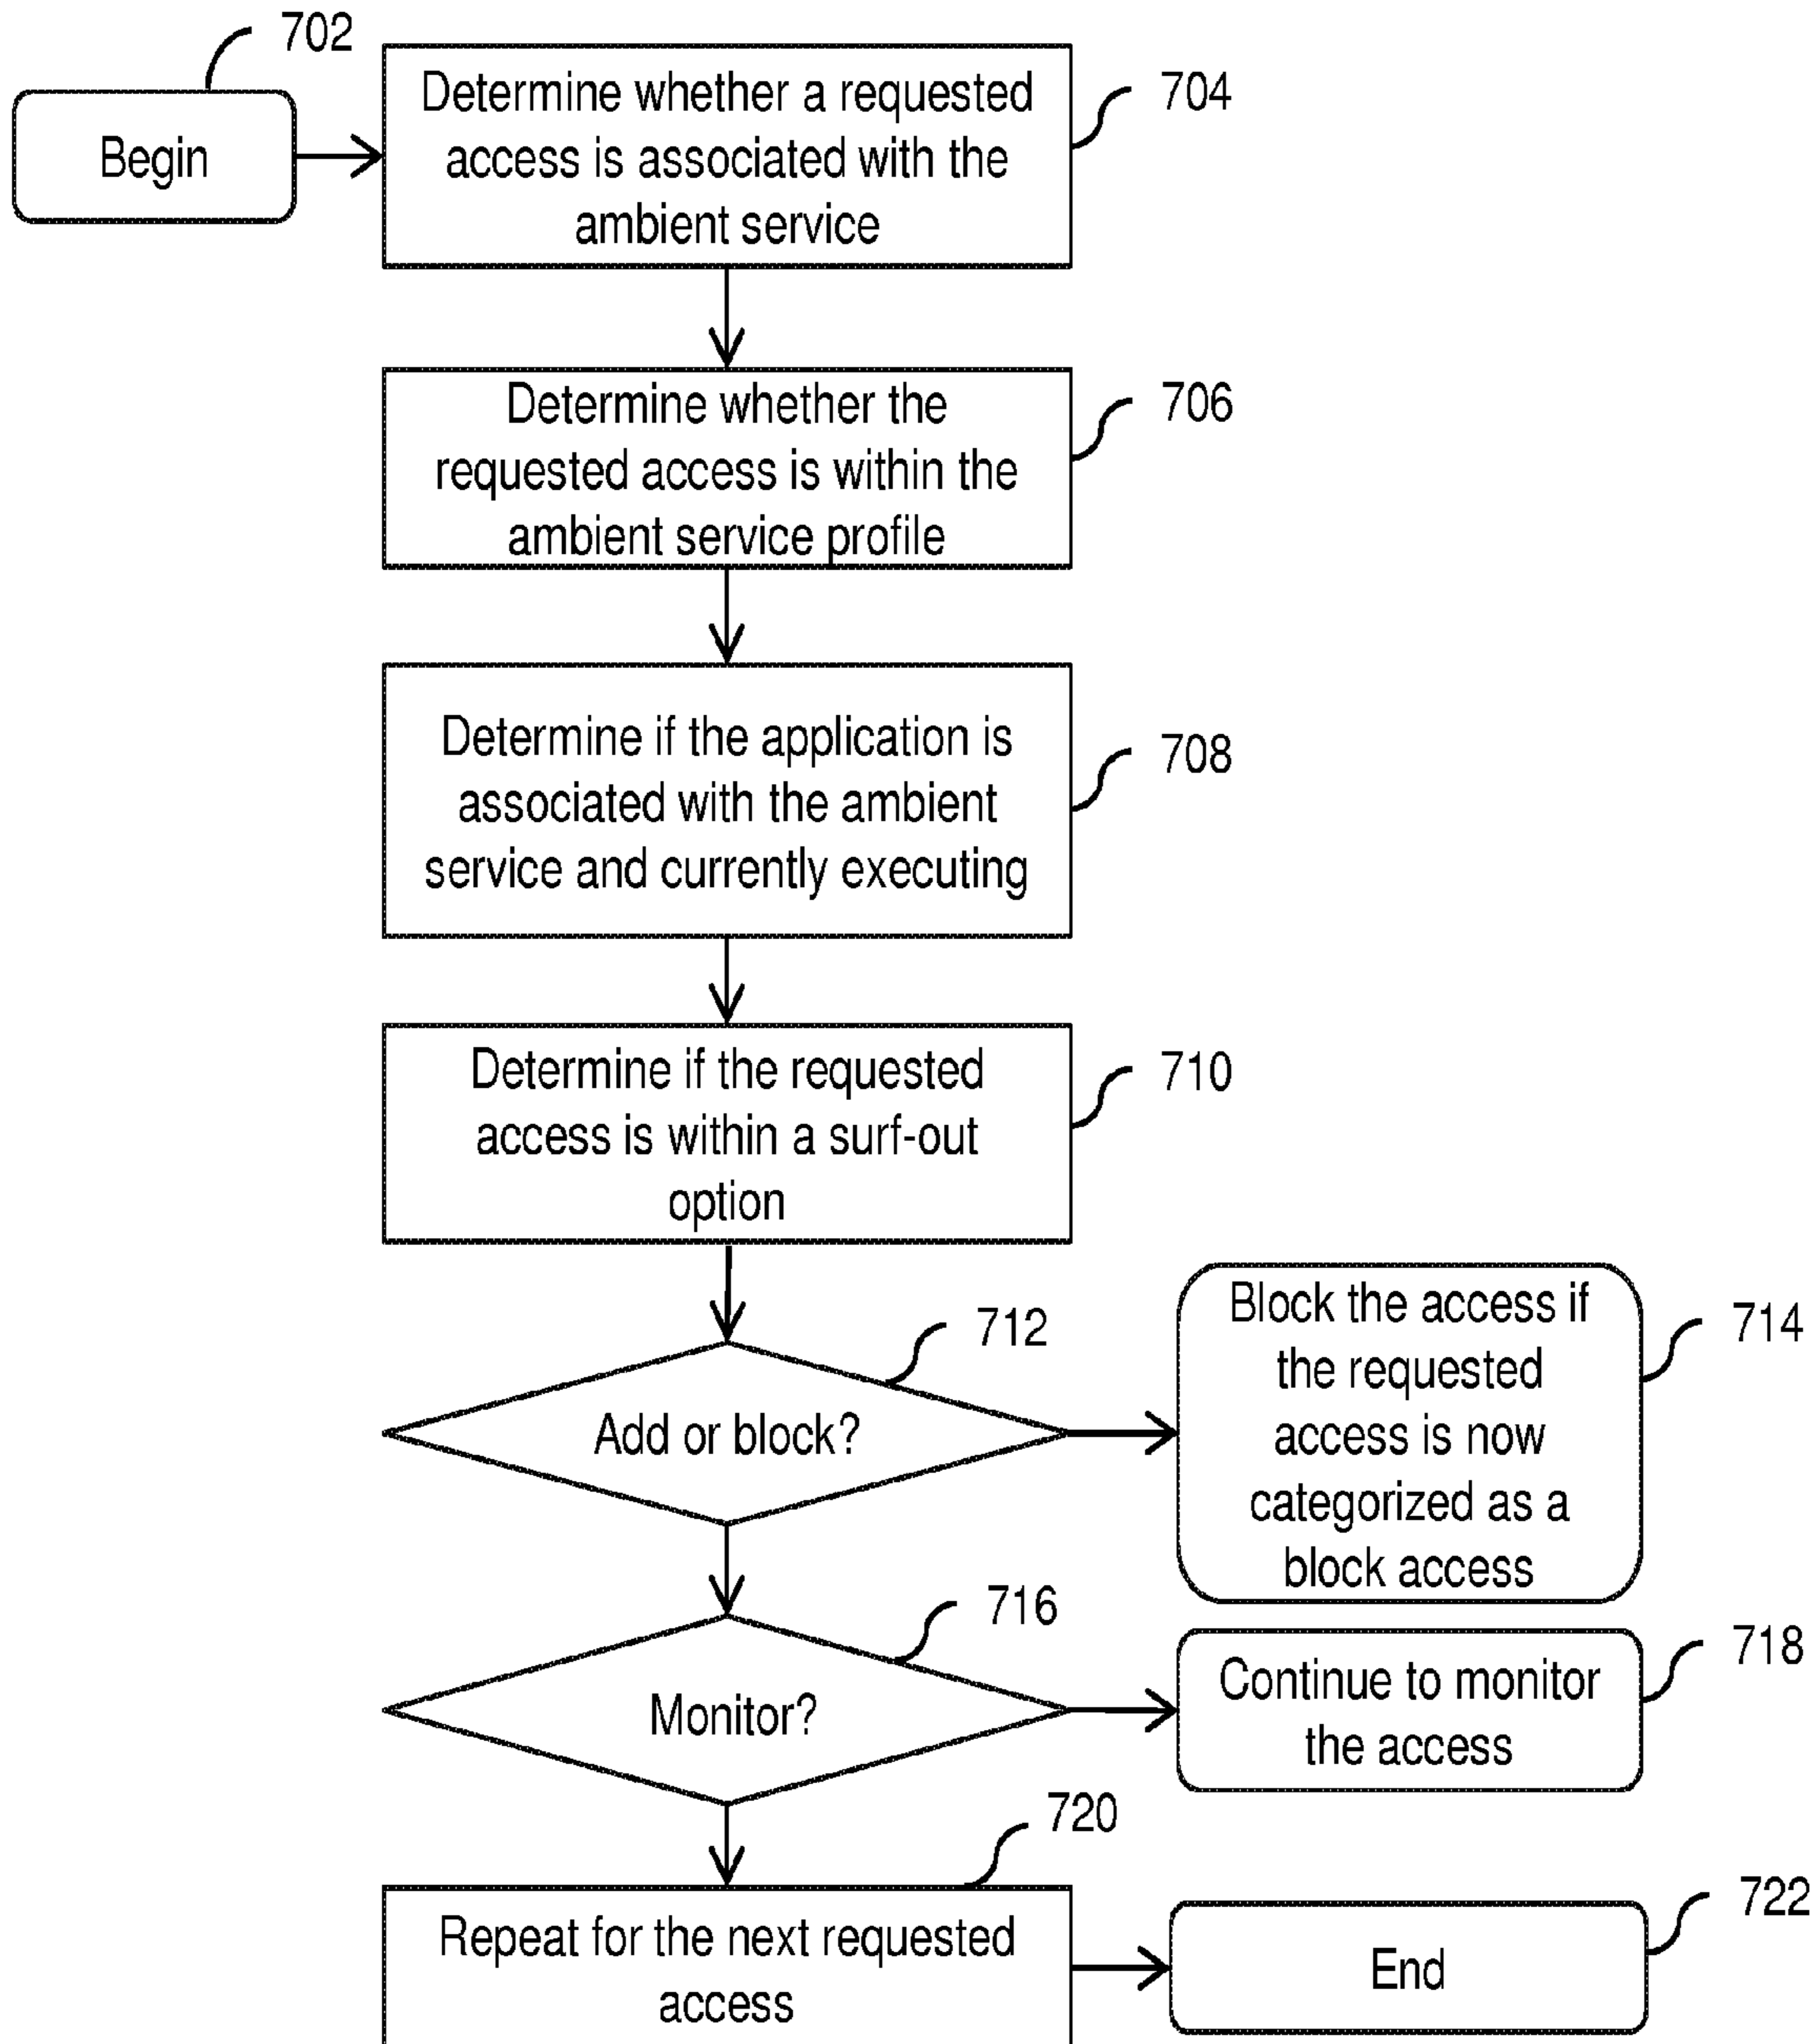 702
Begin
Determine whether a requested
access is associated with the
ambient service
704
Determine whether the
requested access is within the
ambient service profile
706
Determine if the application is
associated with the ambient
service and currently executing
708
Determine if the requested
access is within a surf-out
option
710
Add or block?
712
Block the access if
the requested
access is now
categorized as a
block access
714
Monitor?
716
Continue to monitor
the access
718
Repeat for the next requested
access
720
End
722